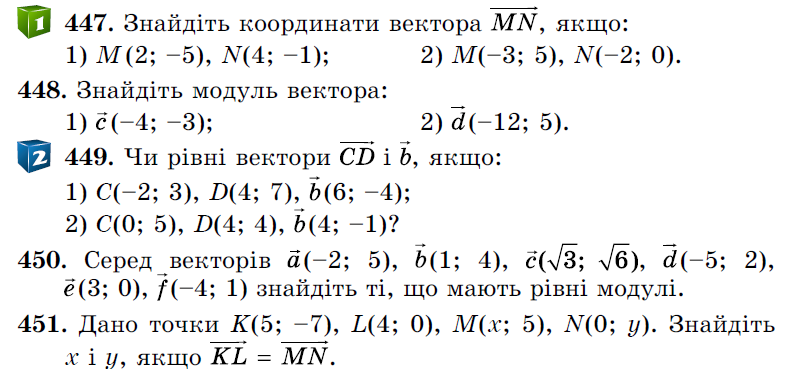 1 447. Знайдіть координати вектора $\overrightarrow{MN}$, якщо:
1) M(2; −5), N(4; −1); 2) M(−3; 5), N(−2; 0).
448. Знайдіть модуль вектора:
1) $\vec{c}$(−4; −3); 2) $\vec{d}$(−12; 5).
2 449. Чи рівні вектори $\overrightarrow{CD}$ і $\vec{b}$, якщо:
1) C(−2; 3), D(4; 7), $\vec{b}$(6; −4);
2) C(0; 5), D(4; 4), $\vec{b}$(4; −1)?
450. Серед векторів $\vec{a}$(−2; 5), $\vec{b}$(1; 4), $\vec{c}$(√3; √6), $\vec{d}$(−5; 2),
$\vec{e}$(3; 0), $\vec{f}$(−4; 1) знайдіть ті, що мають рівні модулі.
451. Дано точки K(5; −7), L(4; 0), M(x; 5), N(0; y). Знайдіть
x і y, якщо $\overrightarrow{KL}$ = $\overrightarrow{MN}$.